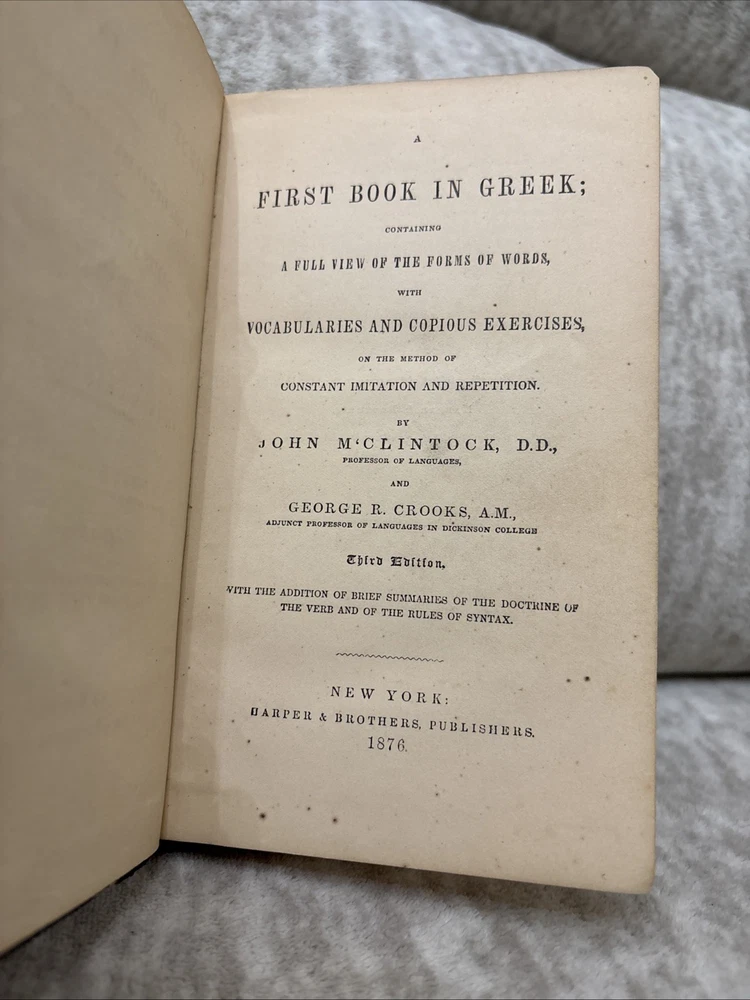 A
FIRST BOOK IN GREEK;
CONTAINING
A FULL VIEW OF THE FORMS OF WORDS,
WITH
VOCABULARIES AND COPIOUS EXERCISES,
ON THE METHOD OF
CONSTANT IMITATION AND REPETITION.
BY
JOHN M‘CLINTOCK, D.D.,
PROFESSOR OF LANGUAGES,
AND
GEORGE R. CROOKS, A.M.,
ADJUNCT PROFESSOR OF LANGUAGES IN DICKINSON COLLEGE
Third Edition.
WITH THE ADDITION OF BRIEF SUMMARIES OF THE DOCTRINE OF
THE VERB AND OF THE RULES OF SYNTAX.
NEW YORK:
HARPER & BROTHERS, PUBLISHERS.
1876.